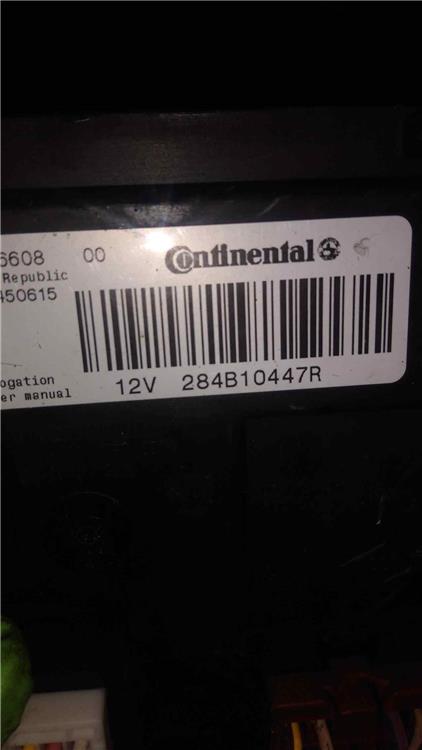 6608 00 Continental
Republic
450615
ogation
er manual
12V 284B10447R